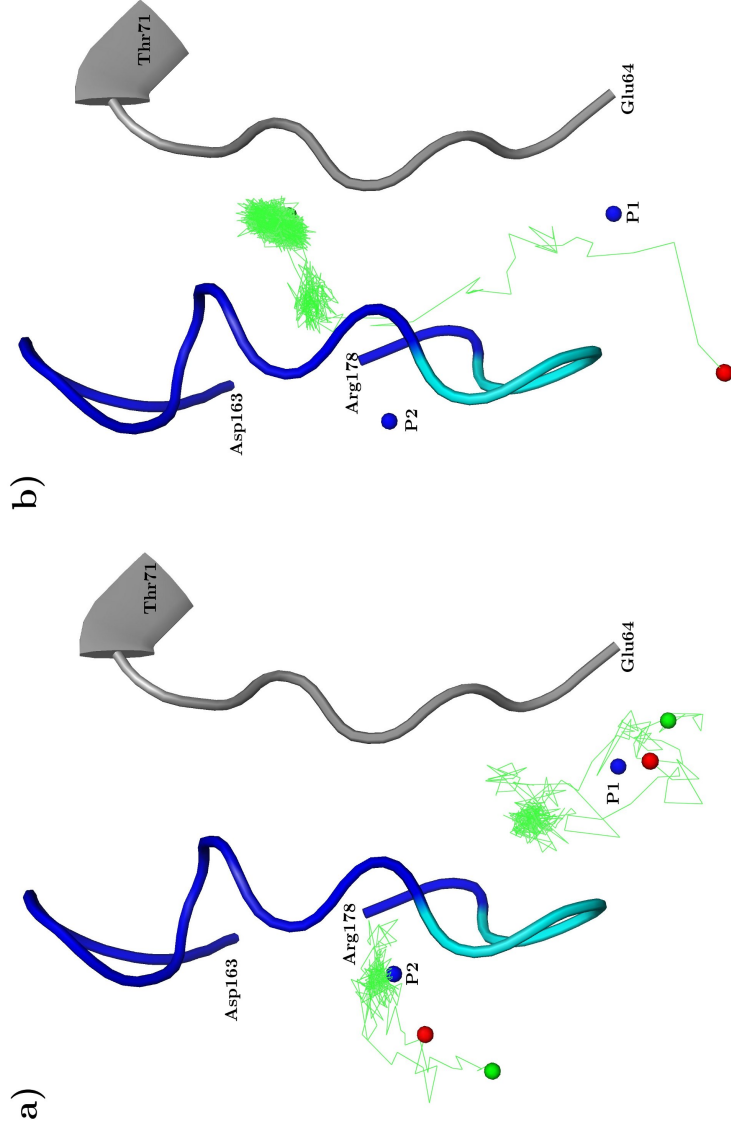 a)
Thr71
Asp163
Arg178
P2
P1
Glu64
b)
Thr71
Asp163
Arg178
P2
P1
Glu64